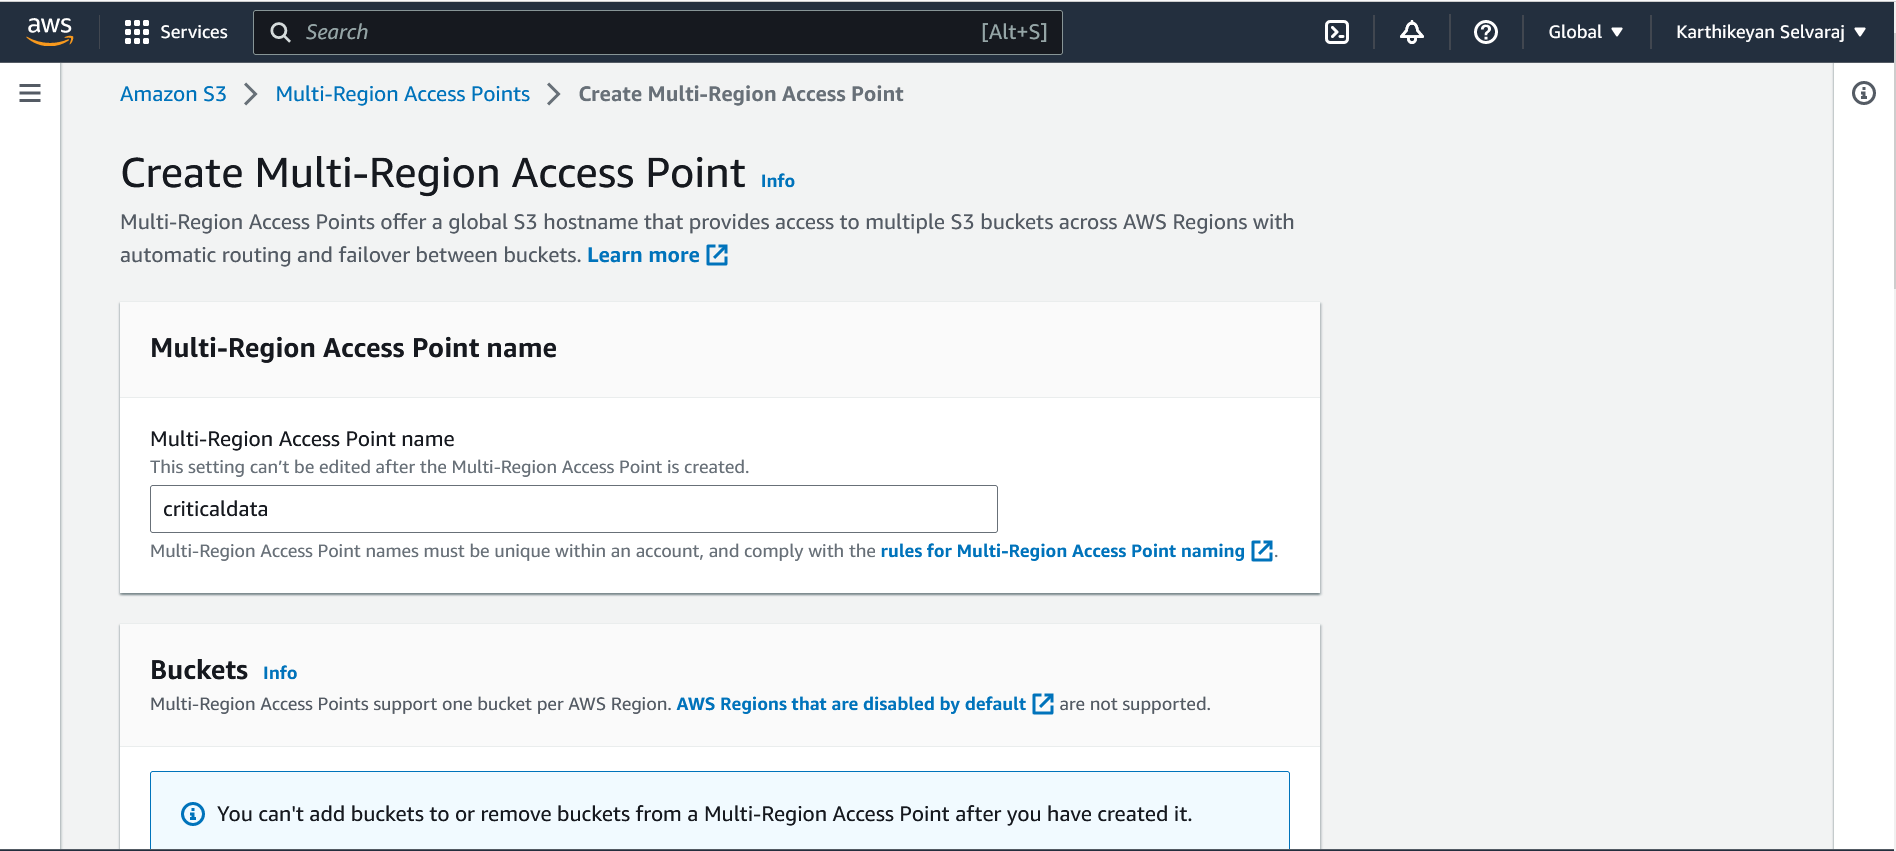 aws Services Search [Alt+S] Global Karthikeyan Selvaraj
Amazon S3 Multi-Region Access Points Create Multi-Region Access Point
Create Multi-Region Access Point Info
Multi-Region Access Points offer a global S3 hostname that provides access to multiple S3 buckets across AWS Regions with
automatic routing and failover between buckets. Learn more
Multi-Region Access Point name
Multi-Region Access Point name
This setting can’t be edited after the Multi-Region Access Point is created.
criticaldata
Multi-Region Access Point names must be unique within an account, and comply with the rules for Multi-Region Access Point naming.
Buckets Info
Multi-Region Access Points support one bucket per AWS Region. AWS Regions that are disabled by default are not supported.
You can't add buckets to or remove buckets from a Multi-Region Access Point after you have created it.